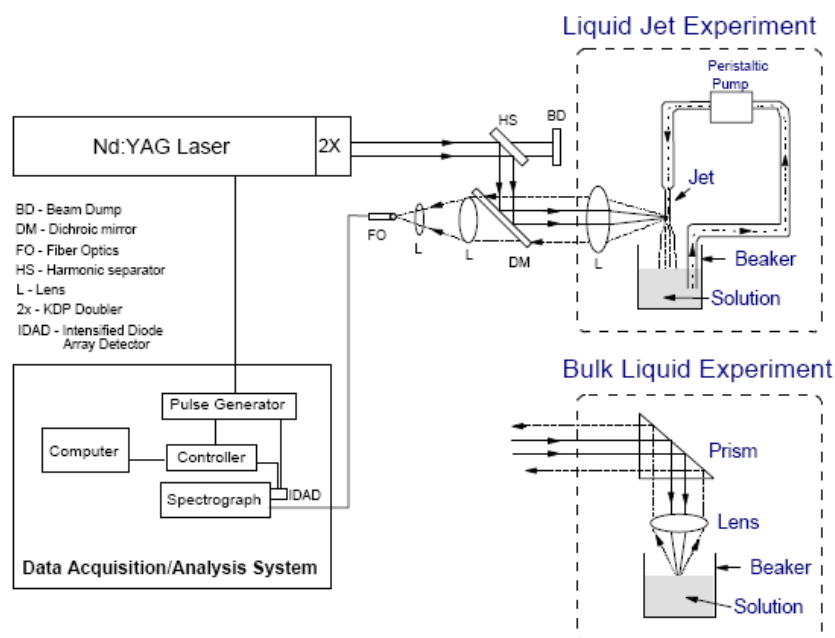 Liquid Jet Experiment
Peristaltic
Pump
HS
BD
Nd:YAG Laser
2X
Jet
BD - Beam Dump
DM - Dichroic mirror
FO - Fiber Optics
HS - Harmonic separator
L - Lens
2x - KDP Doubler
IDAD - Intensified Diode
Array Detector
FO
L
L
DM
L
Beaker
Solution
Bulk Liquid Experiment
Pulse Generator
Computer
Controller
Spectrograph
IDAD
Data Acquisition/Analysis System
Prism
Lens
Beaker
Solution